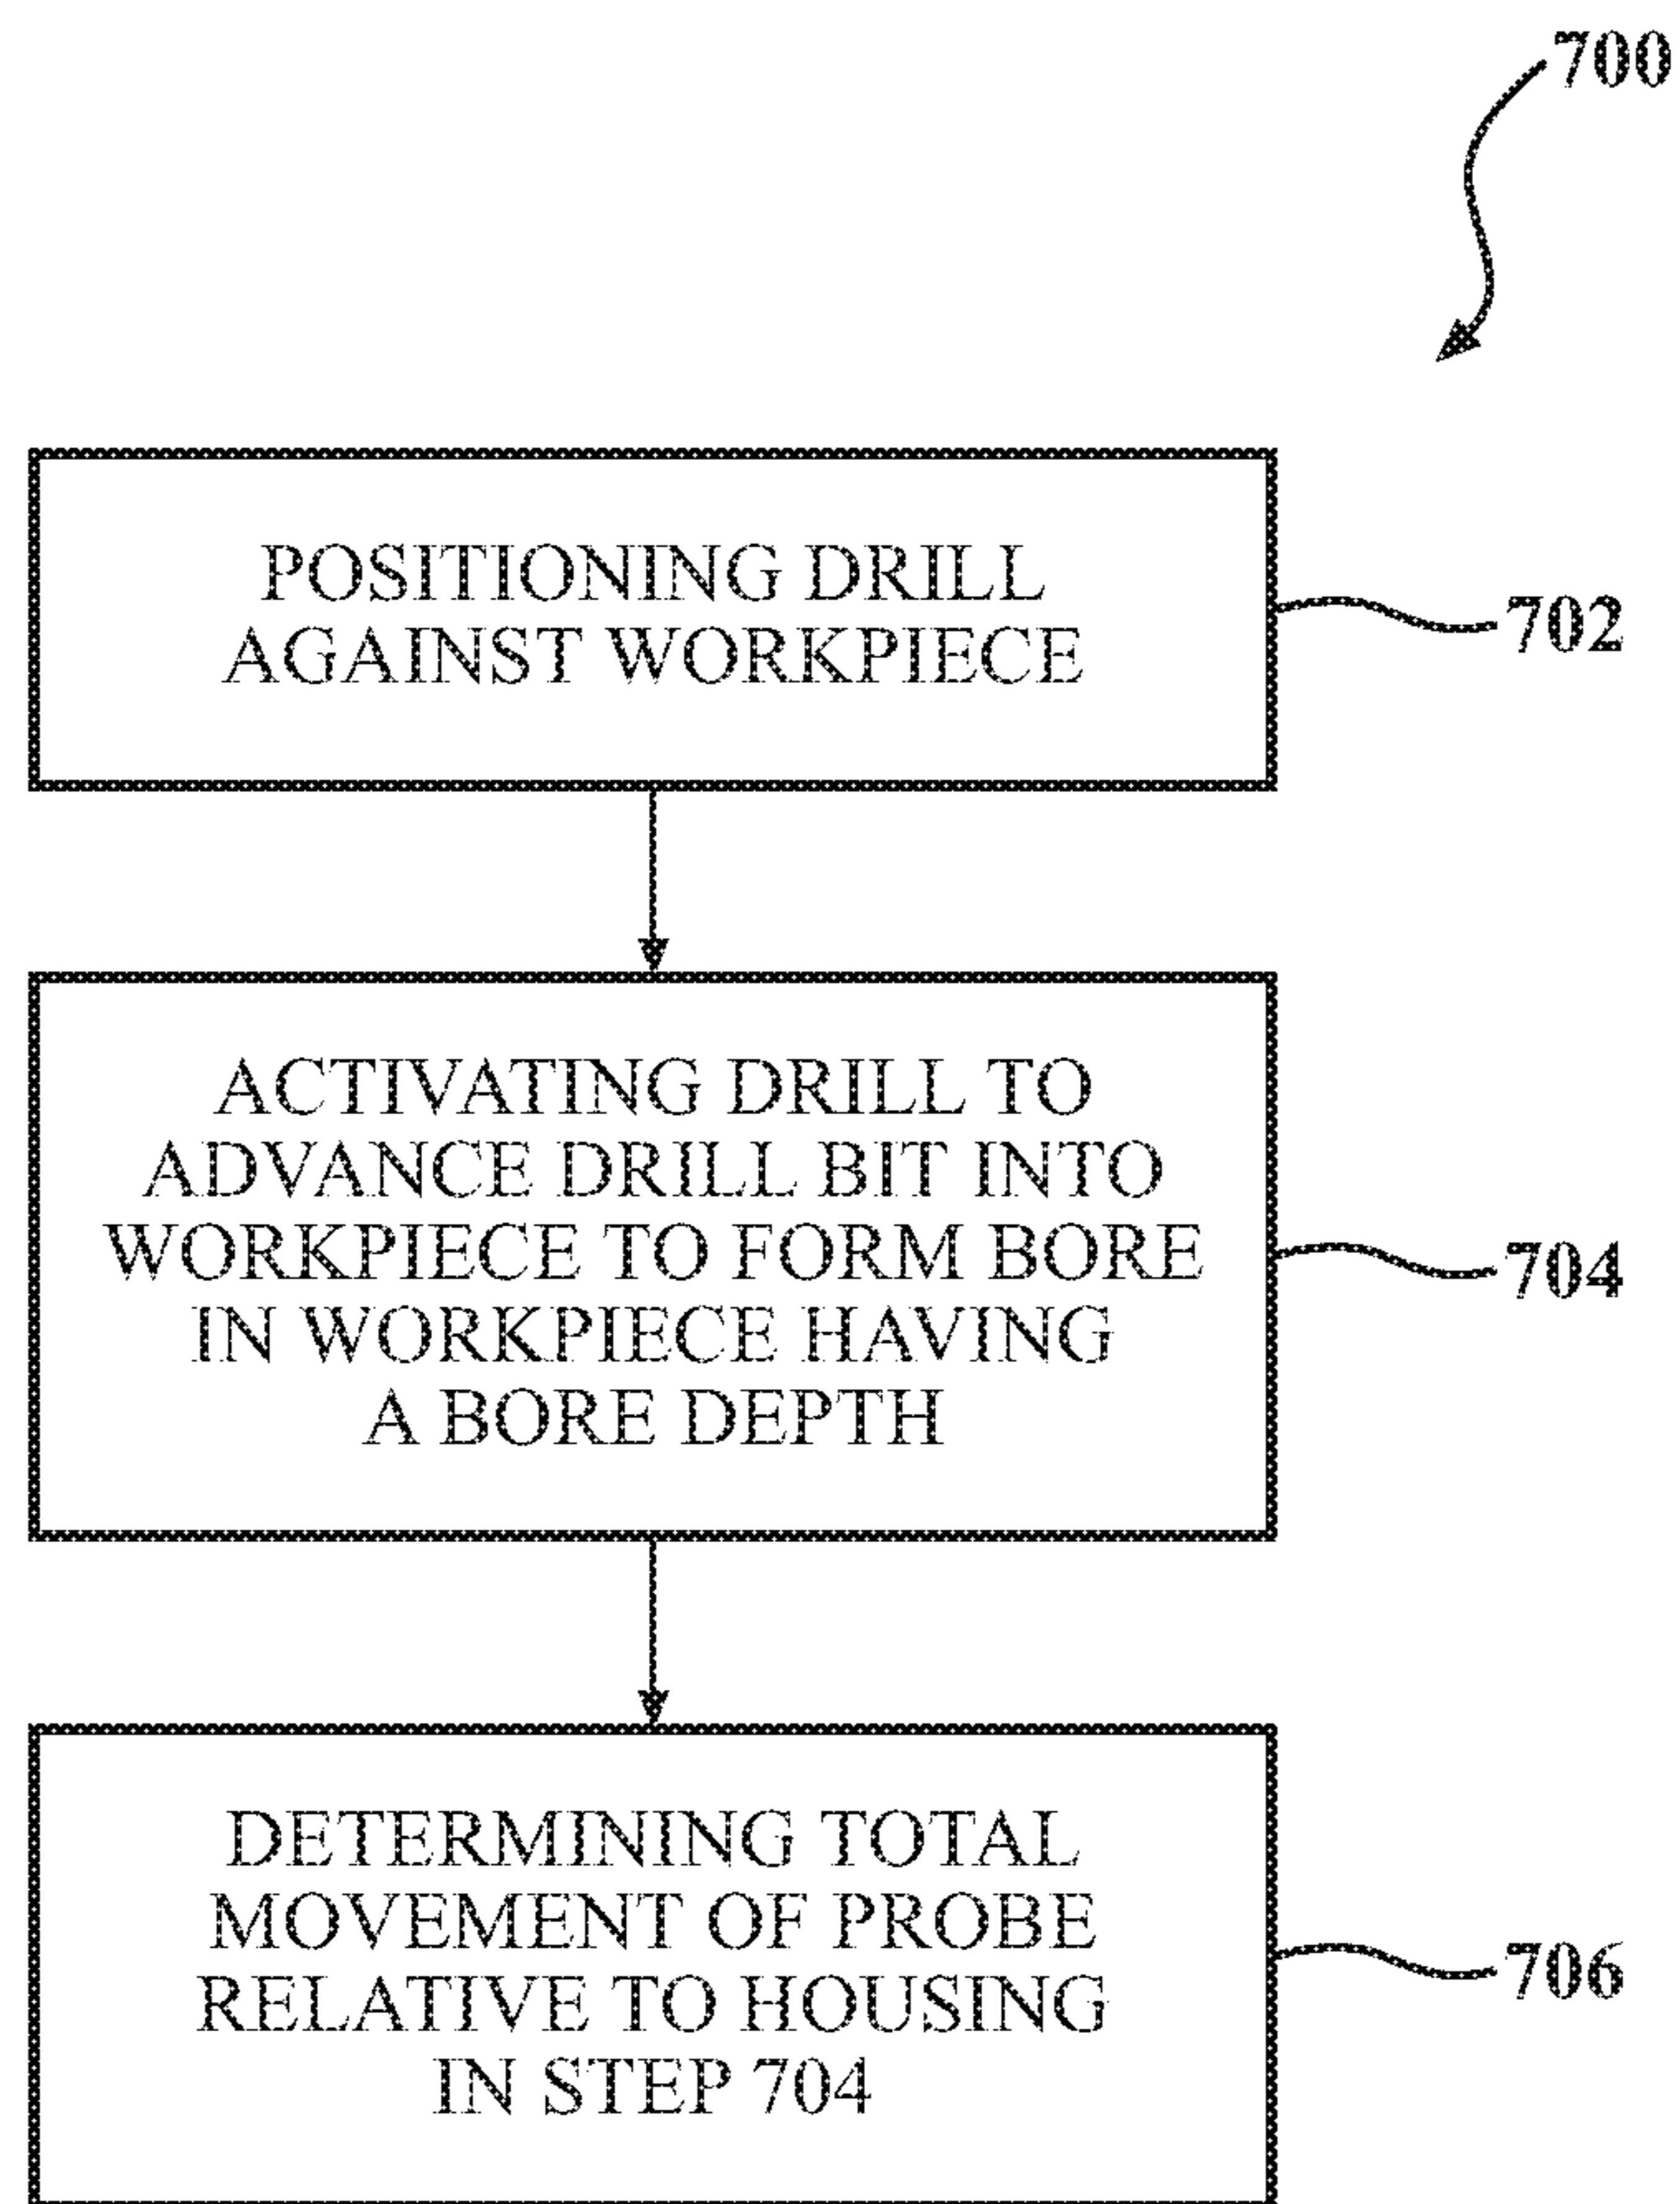 700
POSITIONING DRILL
AGAINST WORKPIECE
702
ACTIVATING DRILL TO
ADVANCE DRILL BIT INTO
WORKPIECE TO FORM BORE
IN WORKPIECE HAVING
A BORE DEPTH
704
DETERMINING TOTAL
MOVEMENT OF PROBE
RELATIVE TO HOUSING
IN STEP 704
706